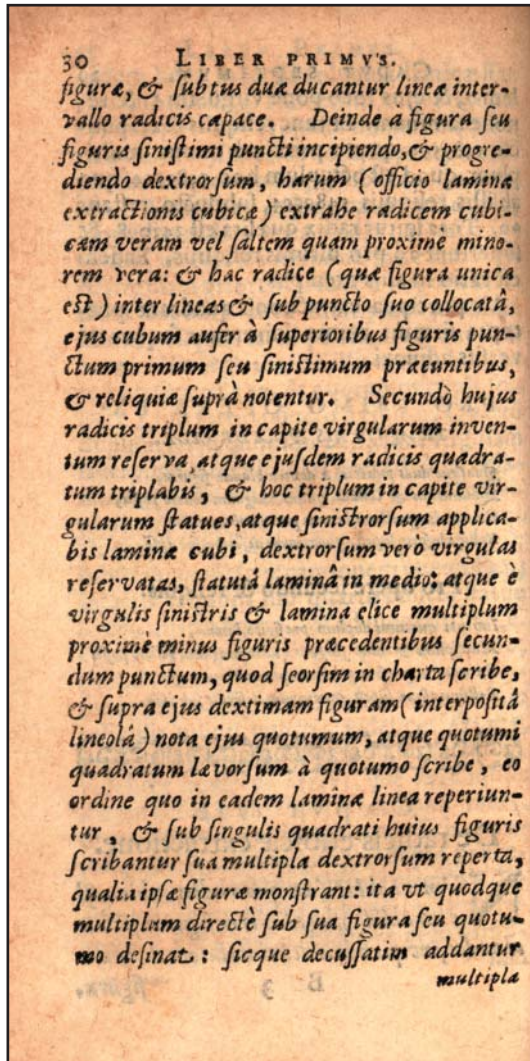 30 LIBER PRIMVS.
figuræ, & subtus duæ ducantur lineæ inter-
vallo radicis capace. Deinde à figura seu
figuris sinistimi puncti incipiendo, & progre-
diendo dextrorsum, harum (officio laminæ
extractionis cubicæ) extrahe radicem cubi-
cam veram vel saltem quam proximè mino-
rem vera: & hac radice (quæ figura unica
est) inter lineas & sub puncto suo collocatâ,
ejus cubum aufer à superioribus figuris pun-
ctum primum seu sinistimum præeuntibus,
& reliquiæ suprà notentur. Secundò hujus
radicis triplum in capite virgularum inven-
tum reserva, atque ejusdem radicis quadra-
tum triplabis, & hoc triplum in capite vir-
gularum statues, atque sinistrorsum applica-
bis laminæ cubi, dextrorsum verò virgulas
reservatas, statutâ laminâ in medio: atque è
virgulis sinistris & lamina elice multiplum
proximè minus figuris præcedentibus secun-
dum punctum, quod seorsim in charta scribe,
& supra ejus dextimam figuram (interpositâ
lineolâ) nota ejus quotumum, atque quotumi
quadratum lævorsum à quotumo scribe, eo
ordine quo in eadem laminæ linea reperiun-
tur, & sub singulis quadrati huius figuris
scribantur sua multipla dextrorsum reperta,
qualia ipsæ figuræ monstrant: ita vt quodque
multiplum directè sub sua figura seu quotu-
mo desinat: sicque decussatim addantur
multipla